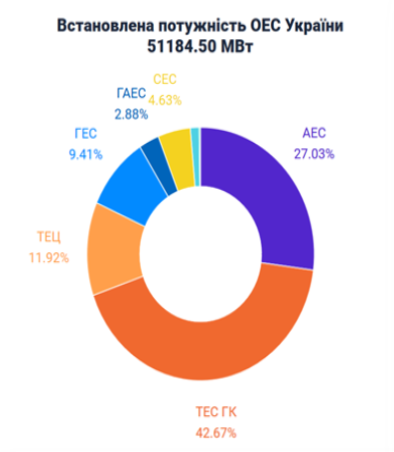 Встановлена потужність ОЕС України
51184.50 МВт
СЕС
4.63%
ГАЕС
2.88%
ГЕС
9.41%
АЕС
27.03%
ТЕЦ
11.92%
ТЕС ГК
42.67%